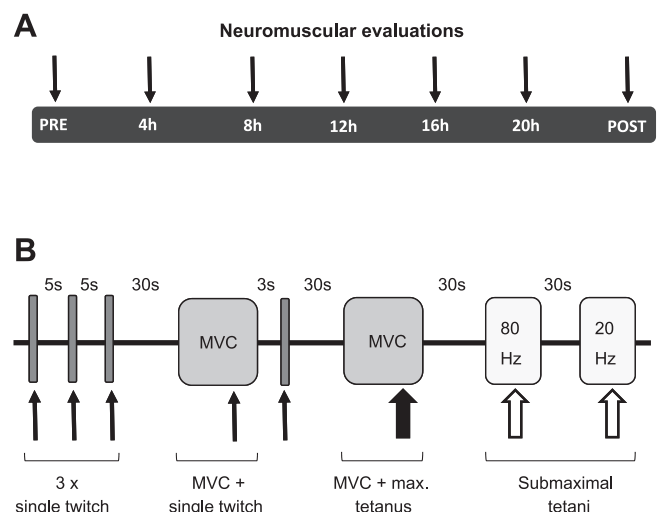 A
Neuromuscular evaluations
PRE 4h 8h 12h 16h 20h POST
B
5s 5s 30s 3s 30s 30s 30s
MVC MVC 80 Hz 20 Hz
3 x
single twitch
MVC +
single twitch
MVC + max.
tetanus
Submaximal
tetani